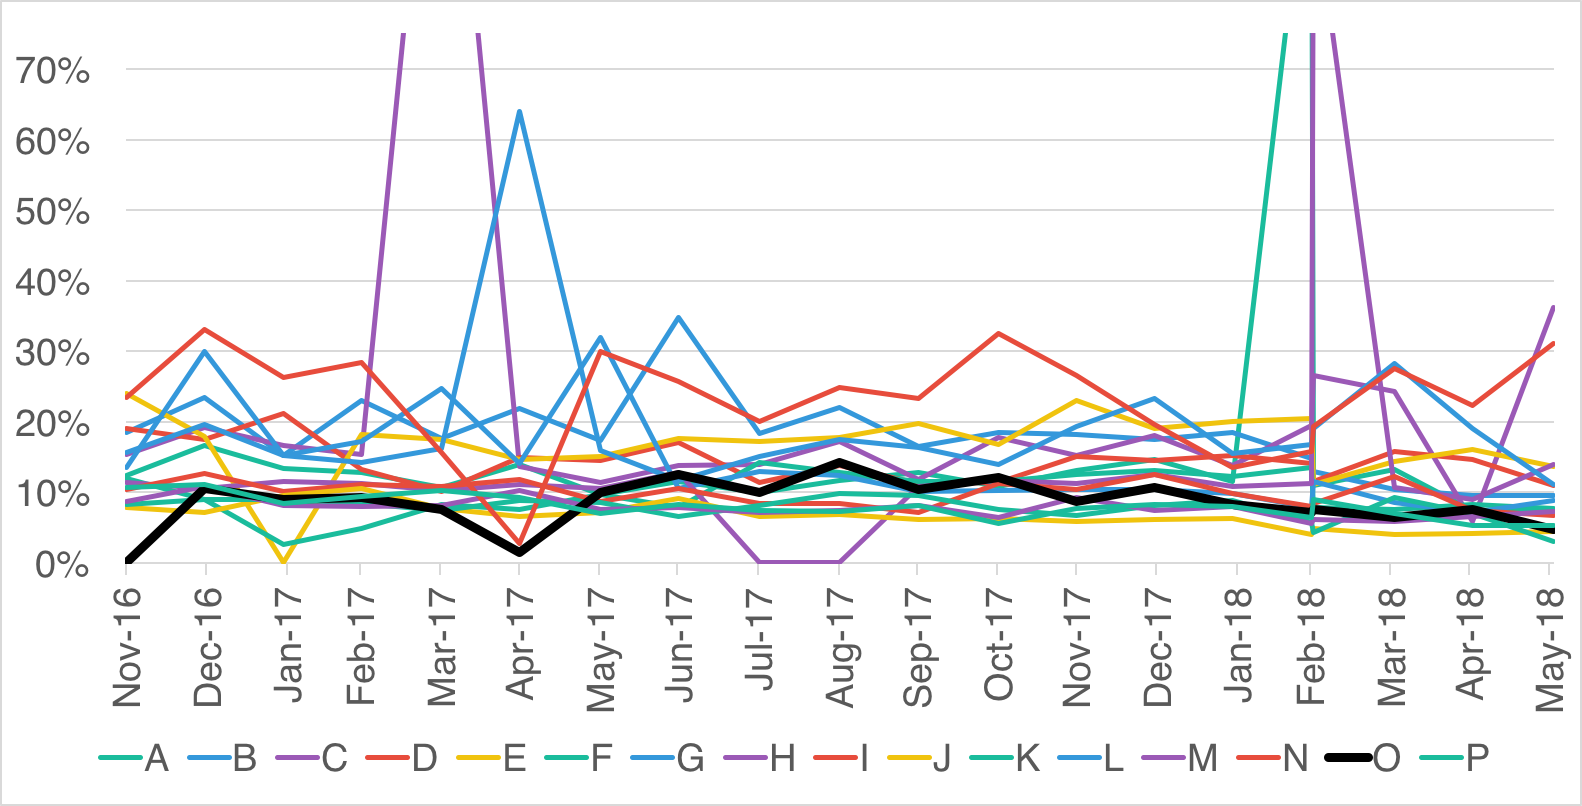 70%
60%
50%
40%
30%
20%
10%
0%
Nov-16
Dec-16
Jan-17
Feb-17
Mar-17
Apr-17
May-17
Jun-17
Jul-17
Aug-17
Sep-17
Oct-17
Nov-17
Dec-17
Jan-18
Feb-18
Mar-18
Apr-18
May-18
A B C D E F G H I J K L M N O P